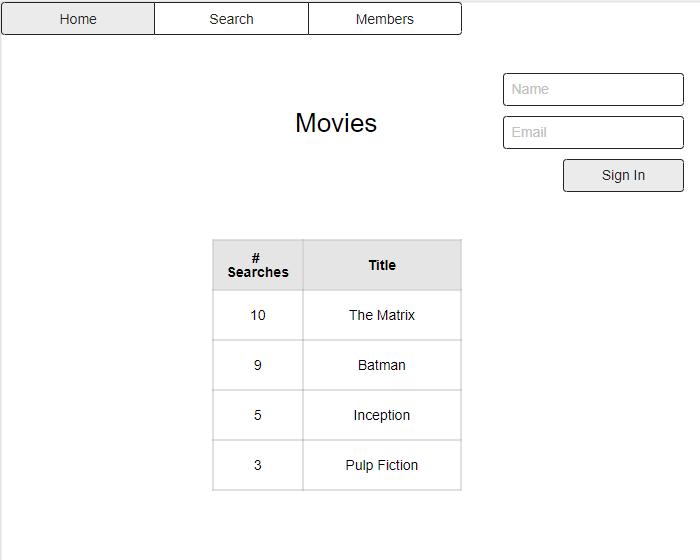 Home Search Members
Name
Movies
Email
Sign In
#
Searches Title
10 The Matrix
9 Batman
5 Inception
3 Pulp Fiction